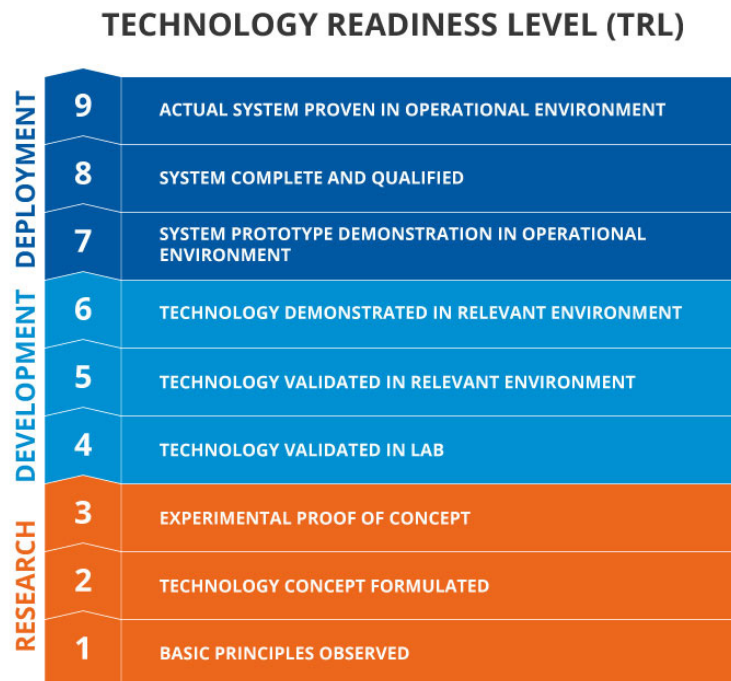 TECHNOLOGY READINESS LEVEL (TRL)
DEPLOYMENT
9
ACTUAL SYSTEM PROVEN IN OPERATIONAL ENVIRONMENT
8
SYSTEM COMPLETE AND QUALIFIED
7
SYSTEM PROTOTYPE DEMONSTRATION IN OPERATIONAL
ENVIRONMENT
DEVELOPMENT
6
TECHNOLOGY DEMONSTRATED IN RELEVANT ENVIRONMENT
5
TECHNOLOGY VALIDATED IN RELEVANT ENVIRONMENT
4
TECHNOLOGY VALIDATED IN LAB
RESEARCH
3
EXPERIMENTAL PROOF OF CONCEPT
2
TECHNOLOGY CONCEPT FORMULATED
1
BASIC PRINCIPLES OBSERVED